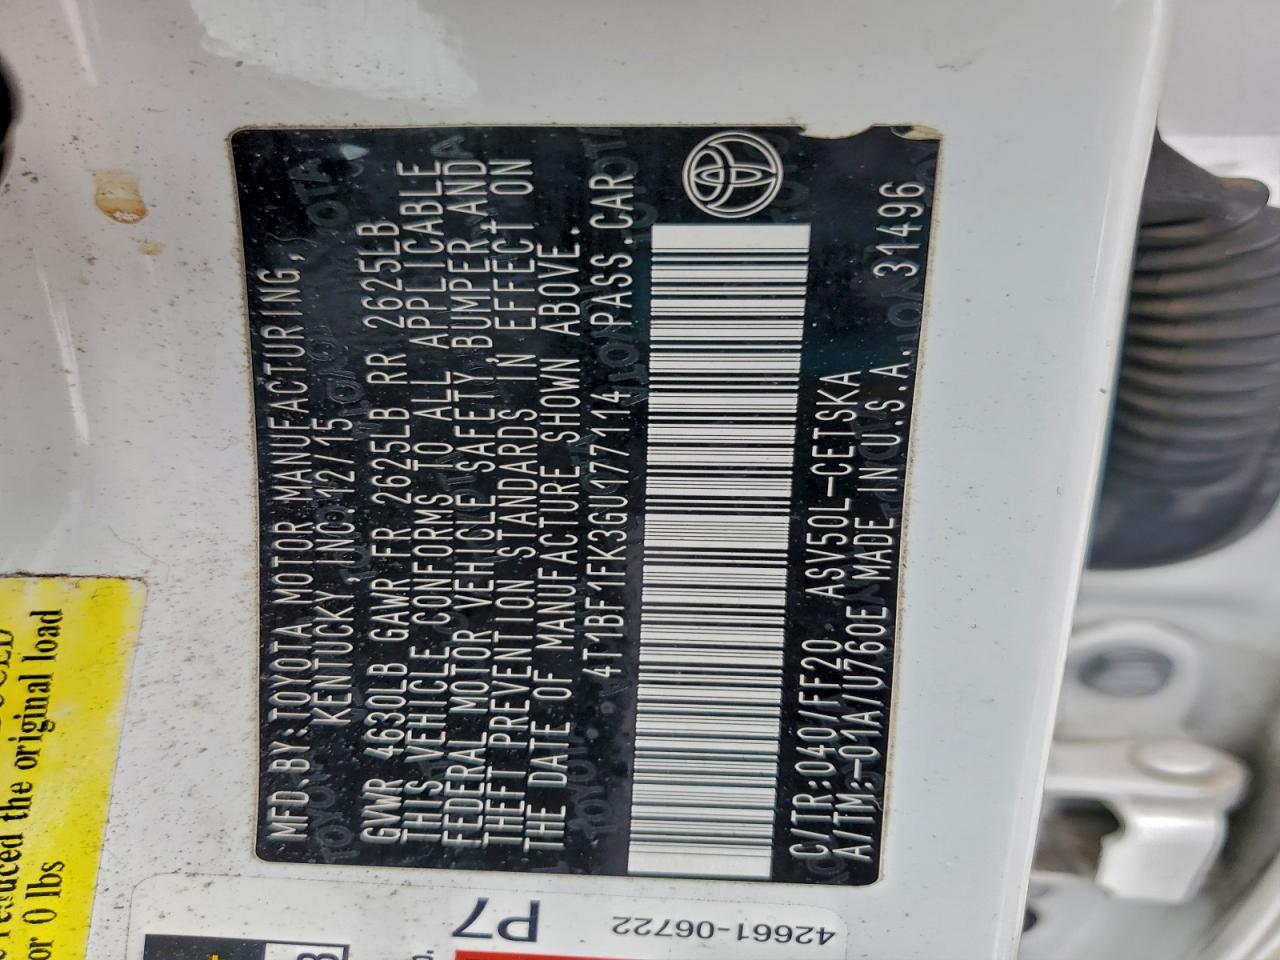 MFD.BY:TOYOTA MOTOR MANUFACTURING,
KENTUCKY, INC. 12/15
GVWR 4630LB GAWR FR 2625LB RR 2625LB
THIS VEHICLE CONFORMS TO ALL APPLICABLE
FEDERAL MOTOR VEHICLE SAFETY, BUMPER, AND
THEFT PREVENTION STANDARDS IN EFFECT ON
THE DATE OF MANUFACTURE SHOWN ABOVE.
4T1BF1FK3GU177114 PASS.CAR
C/TR:040/FF20 ASV50L-CETSKA
A/TM:-01A/U760E MADE IN U.S.A. 31496
reduced the original load
or 0 lbs
P7
42661-06722